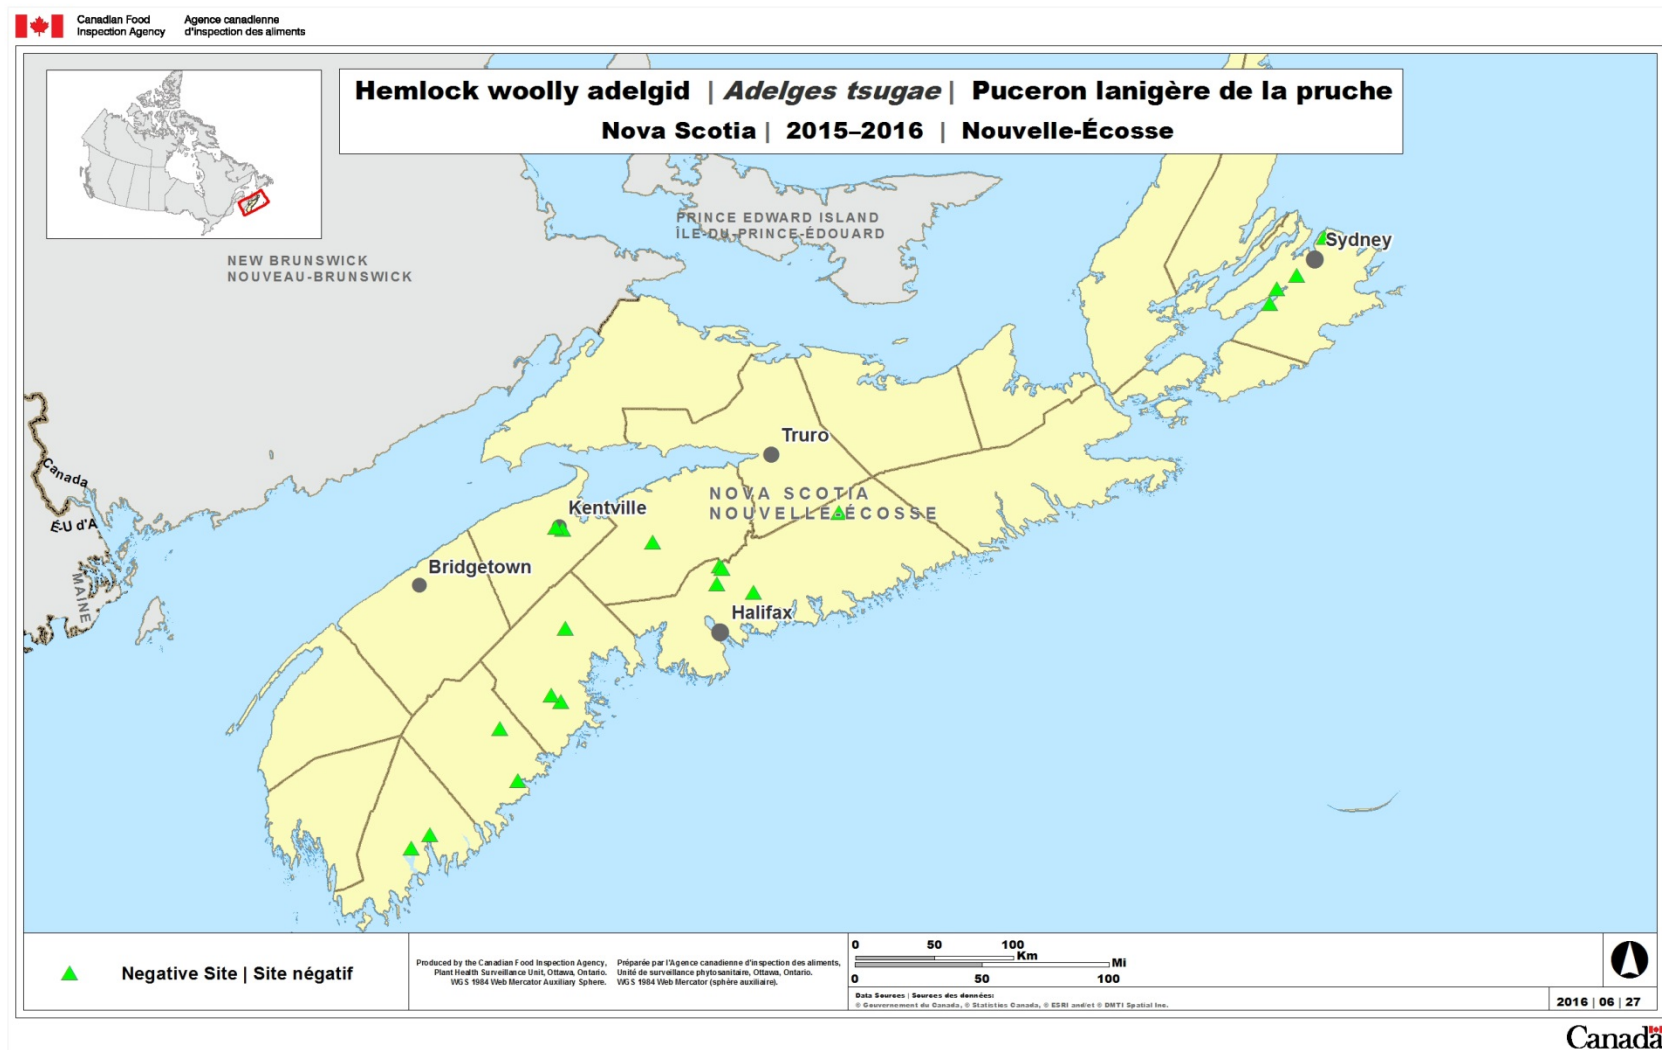 Canadian Food
Inspection Agency
Agence canadienne
d'inspection des aliments
Hemlock woolly adelgid | Adelges tsugae | Puceron lanigère de la pruche
Nova Scotia | 2015–2016 | Nouvelle-Écosse
PRINCE EDWARD ISLAND
ÎLE-DU-PRINCE-ÉDOUARD
NEW BRUNSWICK
NOUVEAU-BRUNSWICK
Sydney
Truro
Canada
É-U d'A
MAINE
NOVA SCOTIA
NOUVELLE-ÉCOSSE
Kentville
Bridgetown
Halifax
Negative Site | Site négatif
Produced by the Canadian Food Inspection Agency,
Plant Health Surveillance Unit, Ottawa, Ontario.
WGS 1984 Web Mercator Auxiliary Sphere.
Préparée par l'Agence canadienne d'inspection des aliments,
Unité de surveillance phytosanitaire, Ottawa, Ontario.
WGS 1984 Web Mercator (sphère auxiliaire).
0 50 100
Km
Mi
0 50 100
Data Sources | Sources des données:
© Gouvernement du Canada, © Statistics Canada, © ESRI and/et © DMTI Spatial Inc.
2016 | 06 | 27
Canada